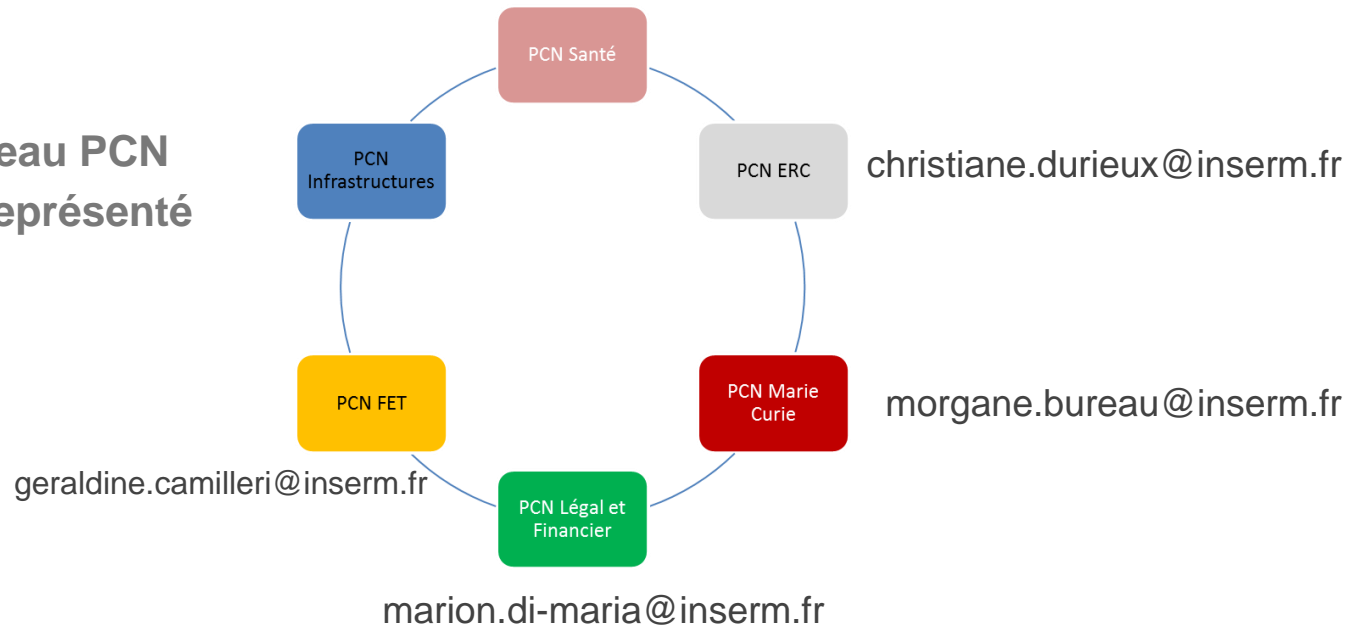 PCN Santé
eau PCN
eprésenté
PCN
Infrastructures
PCN ERC
christiane.durieux@inserm.fr
PCN FET
PCN Marie
Curie
morgane.bureau@inserm.fr
geraldine.camilleri@inserm.fr
PCN Légal et
Financier
marion.di-maria@inserm.fr